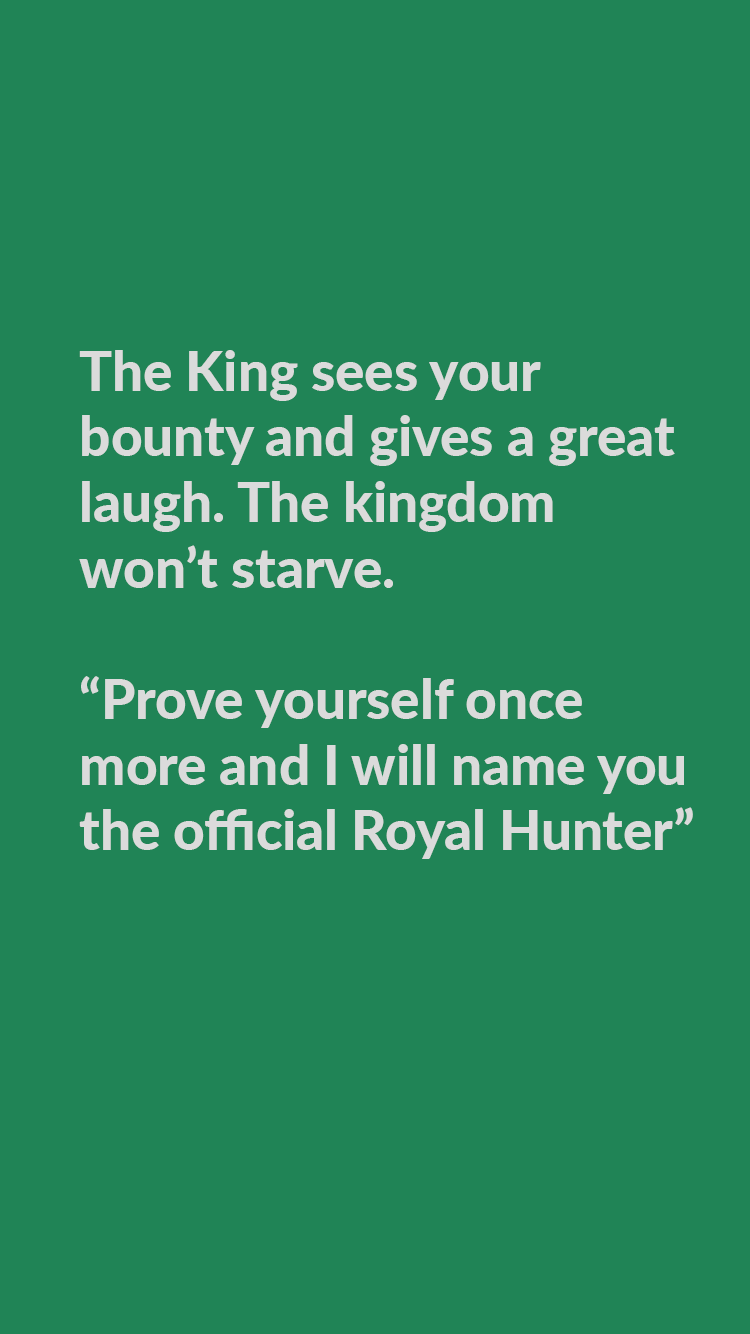 The King sees your
bounty and gives a great
laugh. The kingdom
won’t starve.
“Prove yourself once
more and I will name you
the official Royal Hunter”